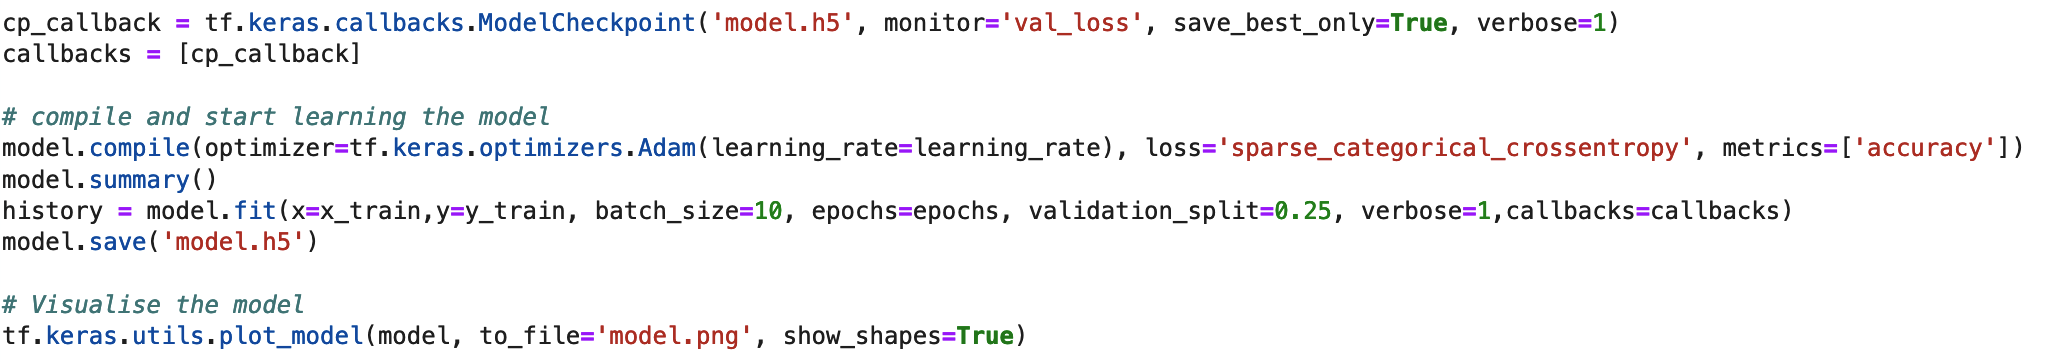 cp_callback = tf.keras.callbacks.ModelCheckpoint('model.h5', monitor='val_loss', save_best_only=True, verbose=1)
callbacks = [cp_callback]
# compile and start learning the model
model.compile(optimizer=tf.keras.optimizers.Adam(learning_rate=learning_rate), loss='sparse_categorical_crossentropy', metrics=['accuracy'])
model.summary()
history = model.fit(x=x_train,y=y_train, batch_size=10, epochs=epochs, validation_split=0.25, verbose=1,callbacks=callbacks)
model.save('model.h5')
# Visualise the model
tf.keras.utils.plot_model(model, to_file='model.png', show_shapes=True)